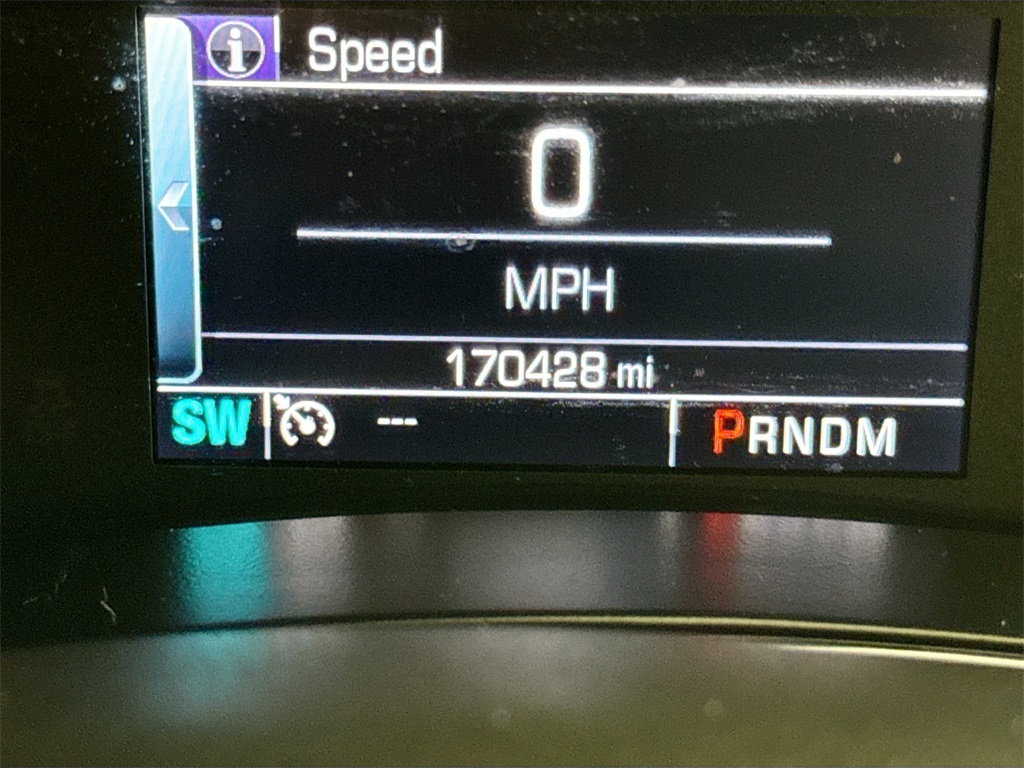 i Speed
0
MPH
170428 mi
SW --- PRNDM